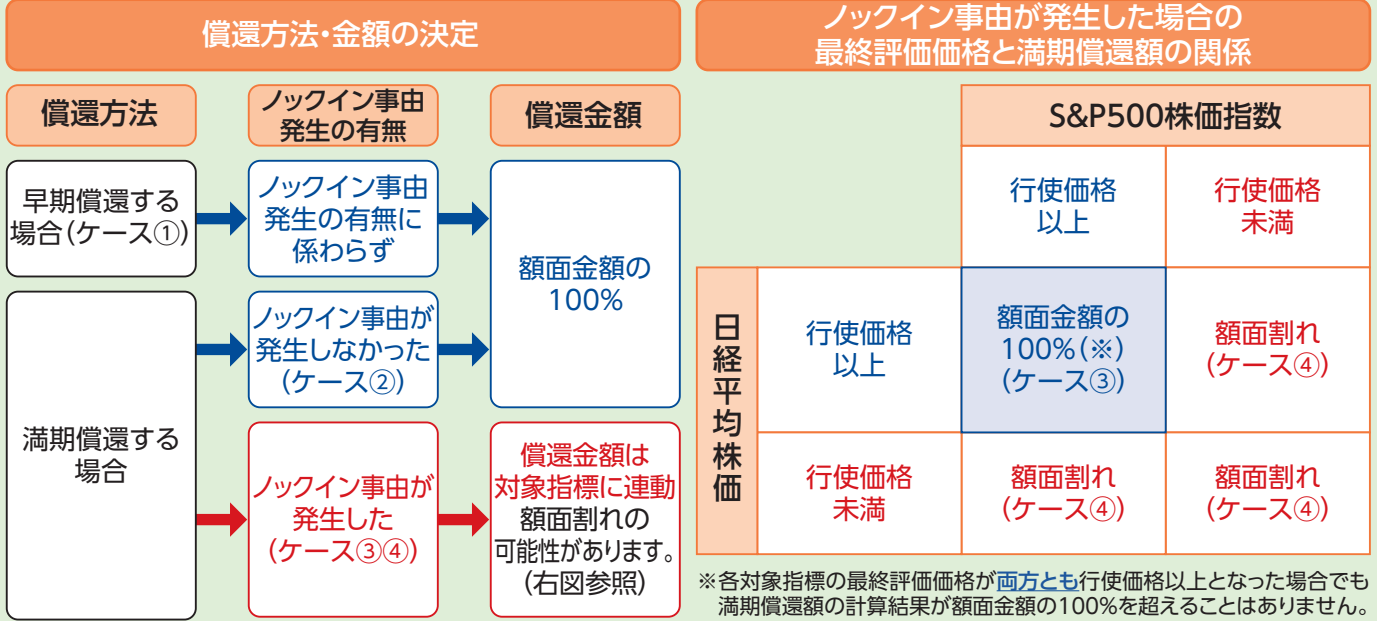 償還方法・金額の決定
償還方法
ノックイン事由
発生の有無
償還金額
早期償還する
場合(ケース①)
ノックイン事由
発生の有無に
係わらず
額面金額の
100%
満期償還する
場合
ノックイン事由が
発生しなかった
(ケース②)
ノックイン事由が
発生した
(ケース③④)
償還金額は
対象指標に連動
額面割れの
可能性があります。
(右図参照)
ノックイン事由が発生した場合の
最終評価価格と満期償還額の関係
S&P500株価指数
行使価格
以上
行使価格
未満
日経平均株価
行使価格
以上
額面金額の
100%(※)
(ケース③)
額面割れ
(ケース④)
行使価格
未満
額面割れ
(ケース④)
額面割れ
(ケース④)
※各対象指標の最終評価価格が両方とも行使価格以上となった場合でも
満期償還額の計算結果が額面金額の100%を超えることはありません。